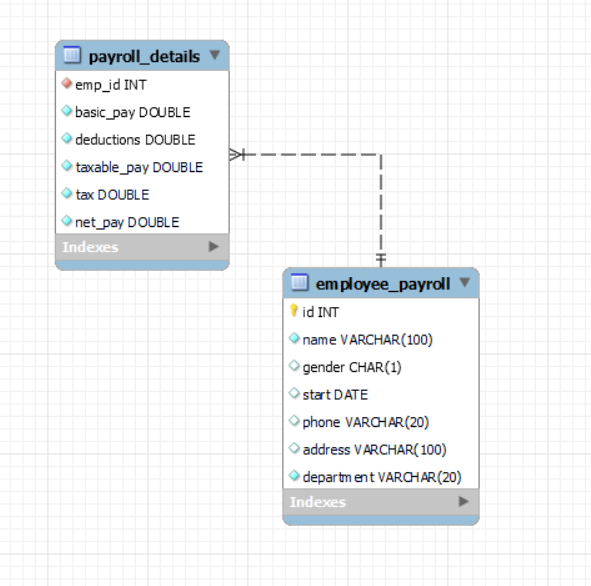 payroll_details
emp_id INT
basic_pay DOUBLE
deductions DOUBLE
taxable_pay DOUBLE
tax DOUBLE
net_pay DOUBLE
Indexes
employee_payroll
id INT
name VARCHAR(100)
gender CHAR(1)
start DATE
phone VARCHAR(20)
address VARCHAR(100)
department VARCHAR(20)
Indexes